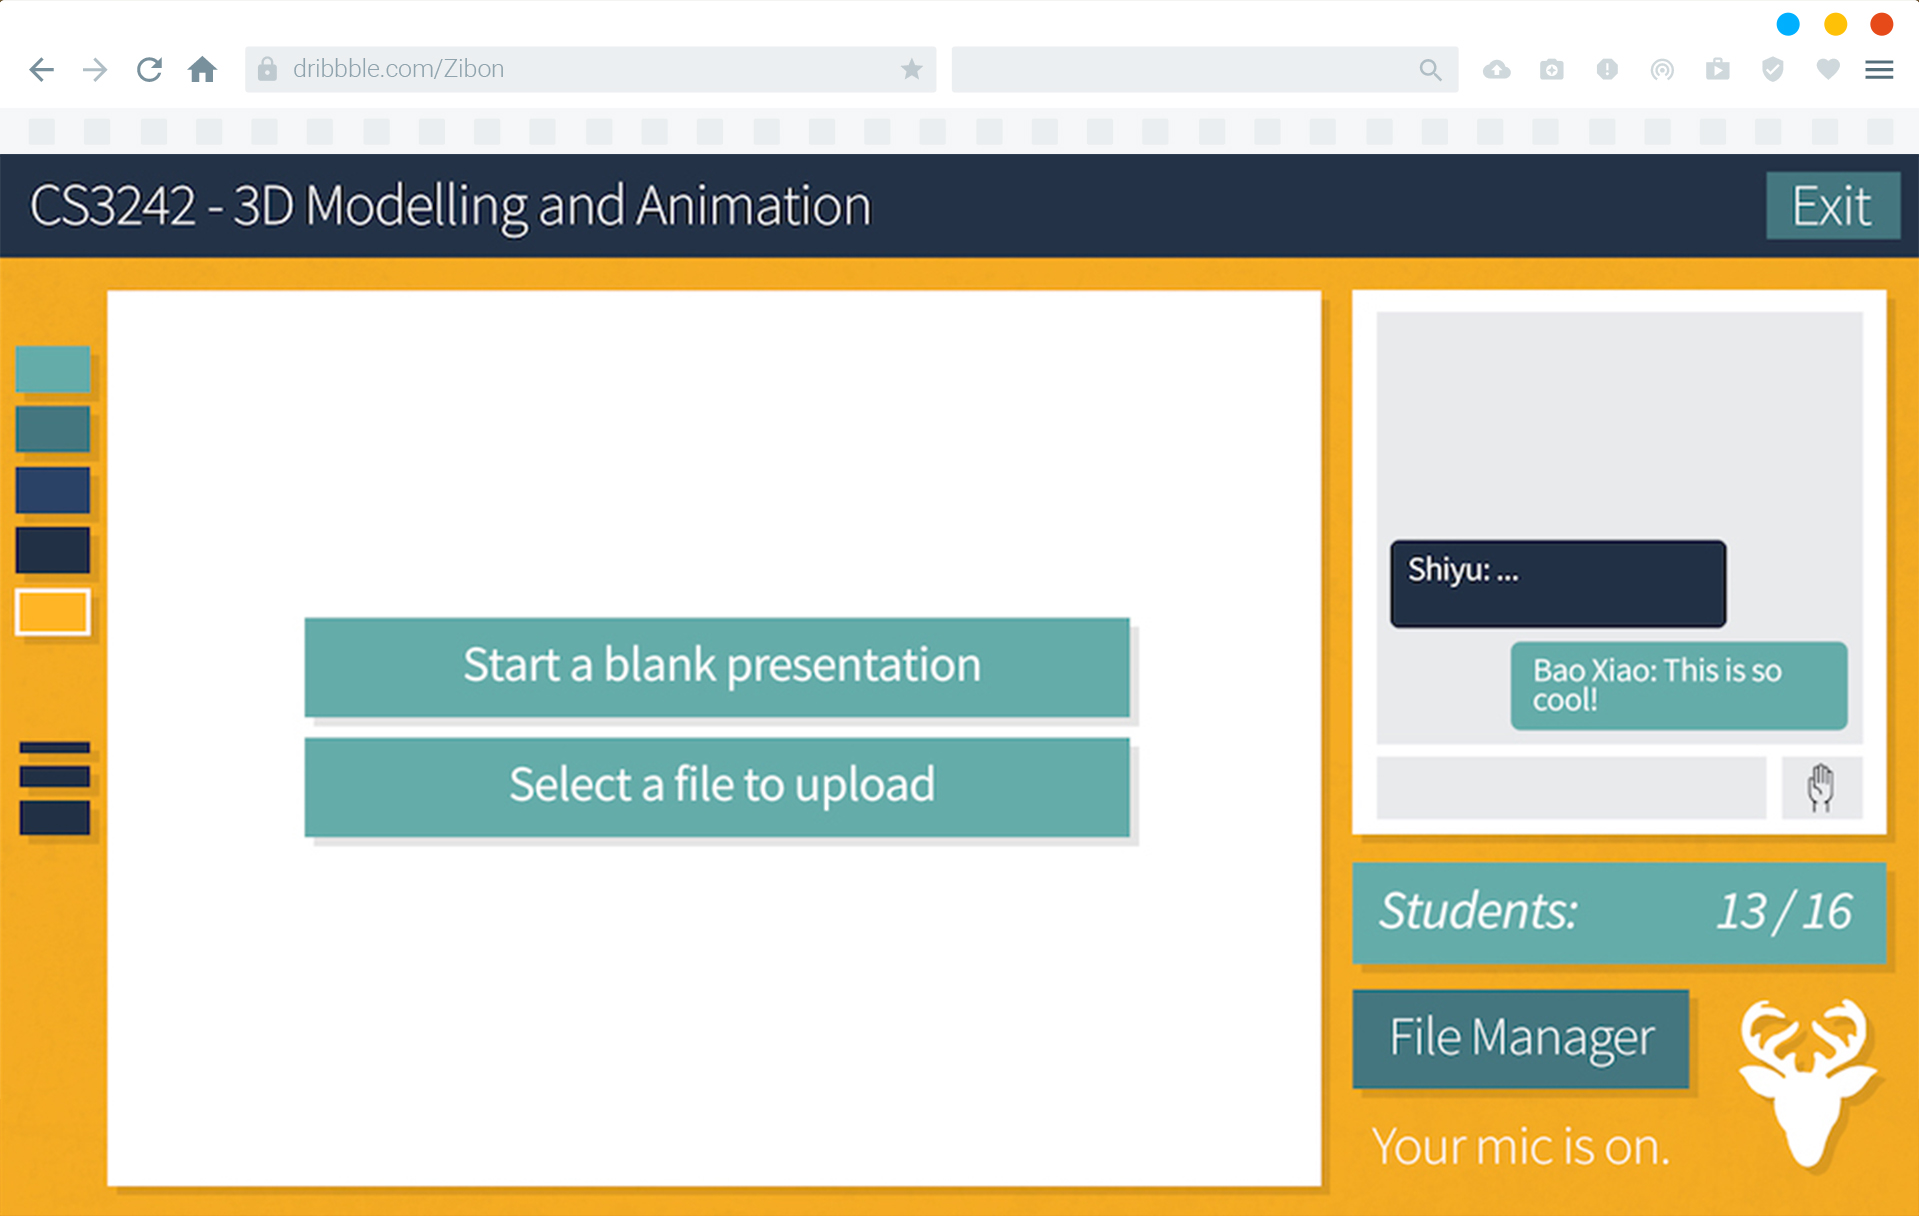 dribbble.com/Zibon
CS3242 - 3D Modelling and Animation
Exit
Start a blank presentation
Select a file to upload
Shiyu: ...
Bao Xiao: This is so
cool!
Students: 13 / 16
File Manager
Your mic is on.